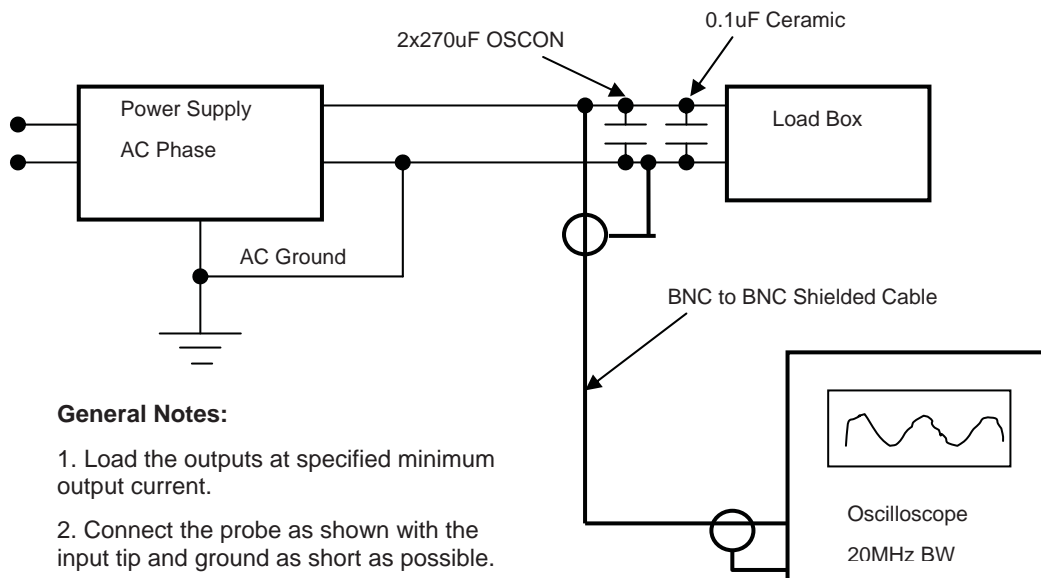 0.1uF Ceramic
2x270uF OSCON
Power Supply
AC Phase
Load Box
AC Ground
BNC to BNC Shielded Cable
General Notes:
1. Load the outputs at specified minimum
output current.
2. Connect the probe as shown with the
input tip and ground as short as possible.
Oscilloscope
20MHz BW